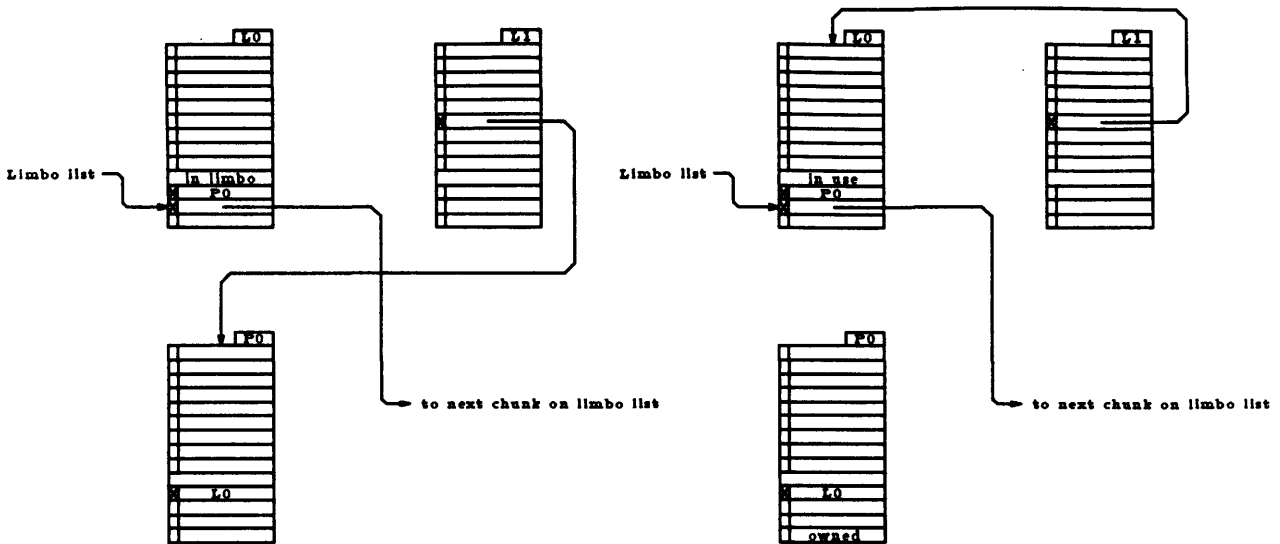 L0
L1
in limbo
P0
Limbo list
P0
to next chunk on limbo list
L0
L0
L1
in use
P0
Limbo list
P0
to next chunk on limbo list
L0
owned